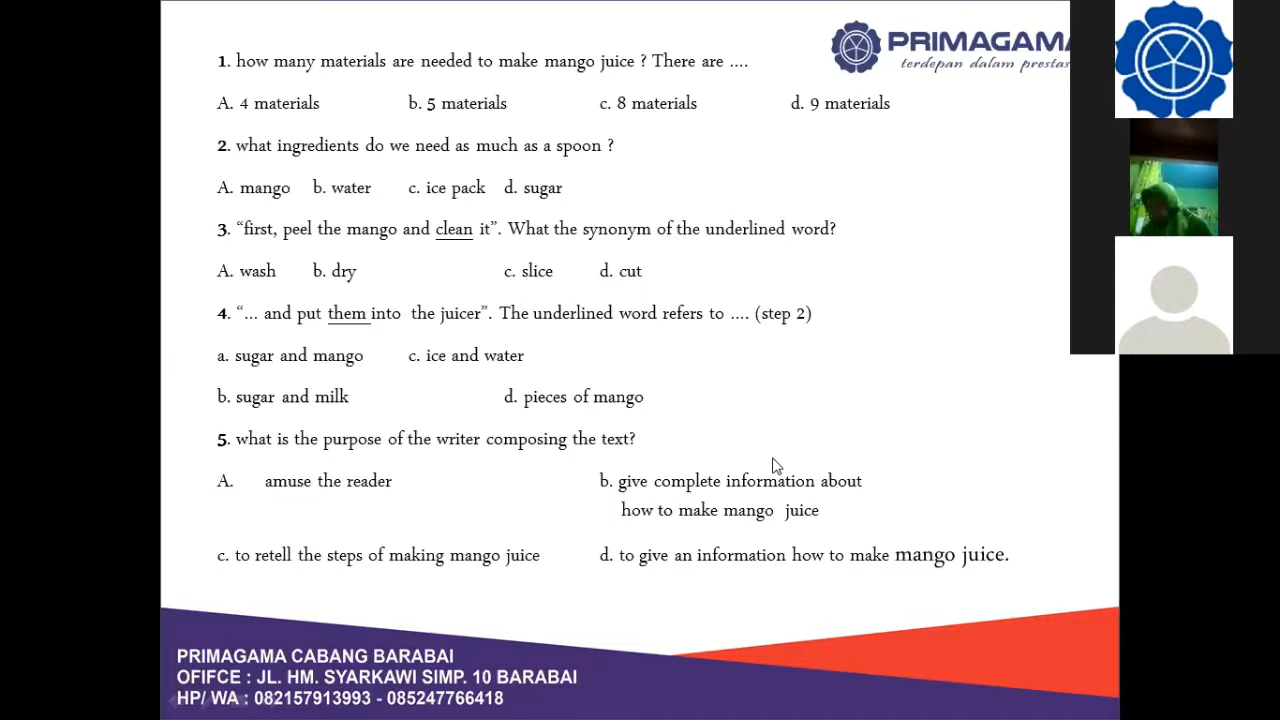 PRIMAGAMA
terdepan dalam prestas
1. how many materials are needed to make mango juice ? There are ....
A. 4 materials b. 5 materials c. 8 materials d. 9 materials
2. what ingredients do we need as much as a spoon ?
A. mango b. water c. ice pack d. sugar
3. “first, peel the mango and clean it”. What the synonym of the underlined word?
A. wash b. dry c. slice d. cut
4. “... and put them into the juicer”. The underlined word refers to .... (step 2)
a. sugar and mango c. ice and water
b. sugar and milk d. pieces of mango
5. what is the purpose of the writer composing the text?
A. amuse the reader b. give complete information about
how to make mango juice
c. to retell the steps of making mango juice d. to give an information how to make mango juice.
PRIMAGAMA CABANG BARABAI
OFIFCE : JL. HM. SYARKAWI SIMP. 10 BARABAI
HP/ WA : 082157913993 - 085247766418